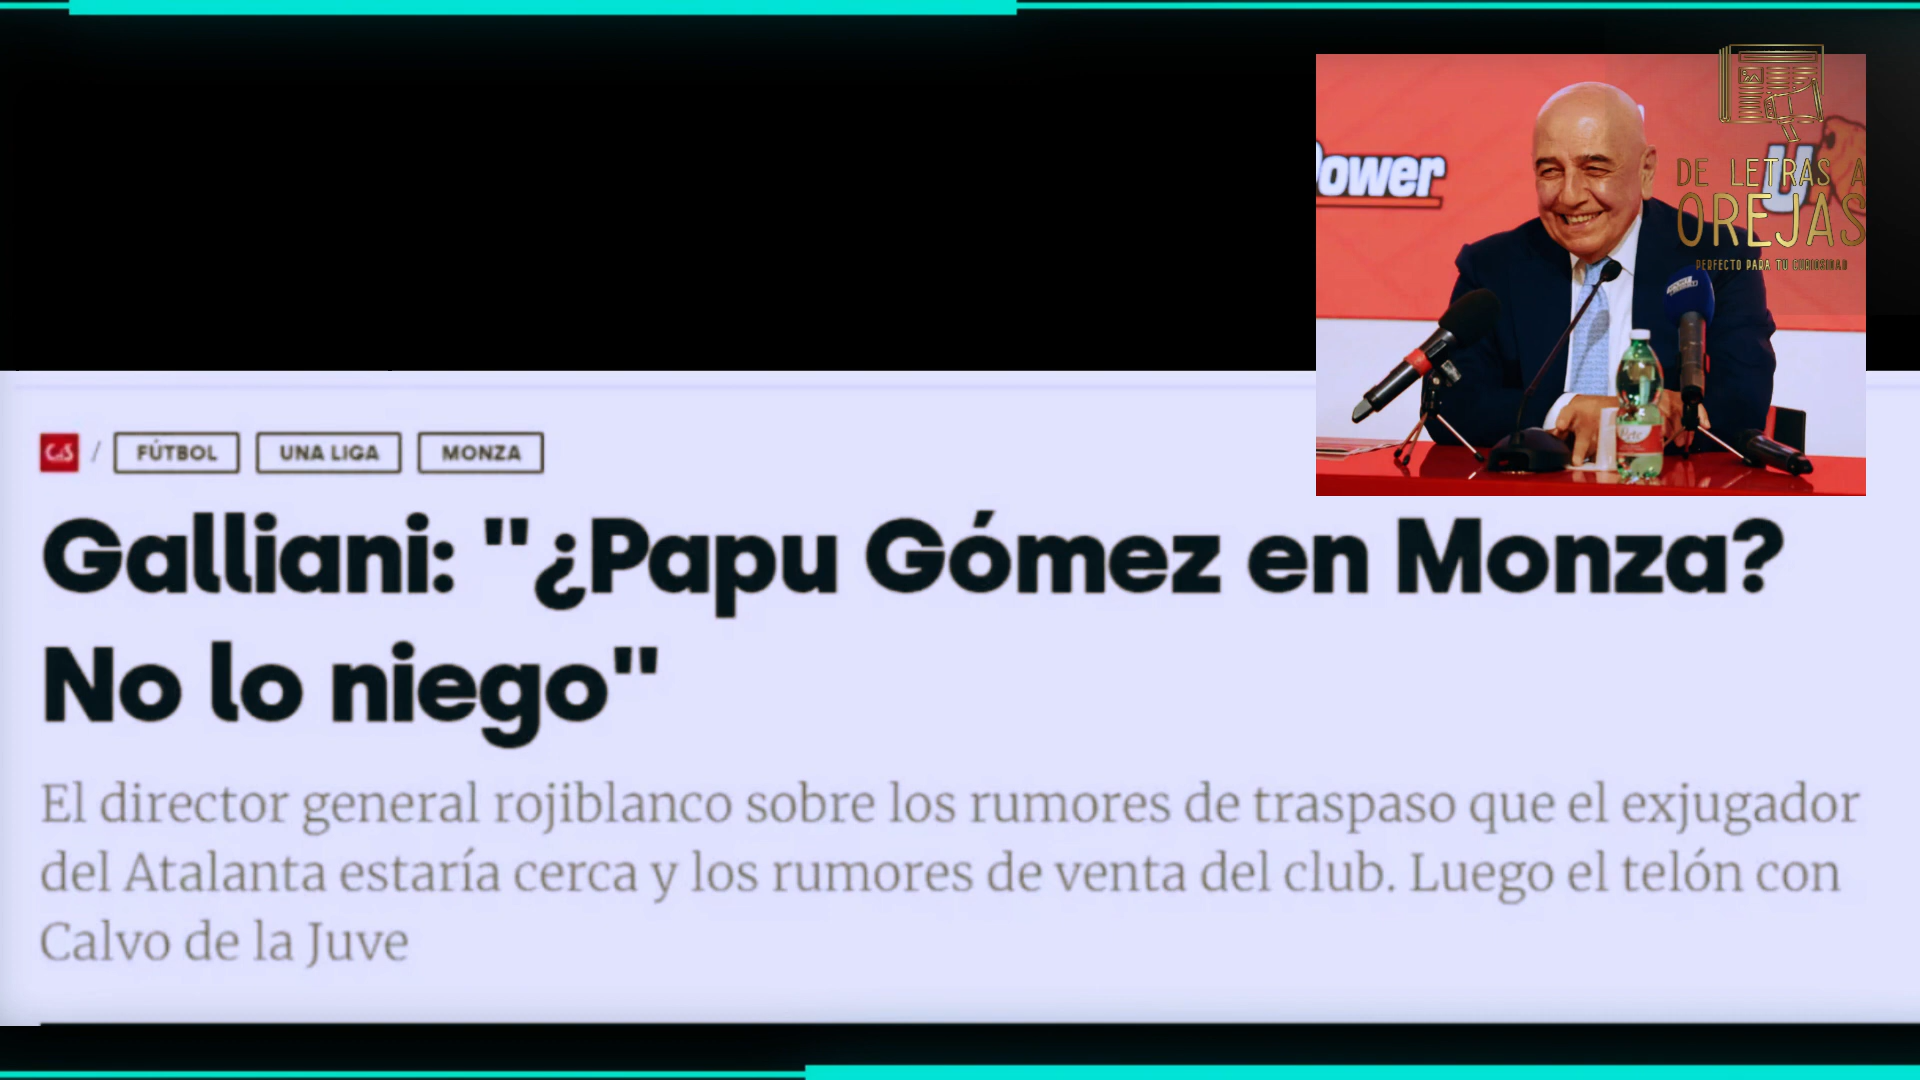 ower
U
DE LETRAS A
OREJAS
PERFECTO PARA TU CURIOSIDAD
CdS / FÚTBOL UNA LIGA MONZA
Galliani: "¿Papu Gómez en Monza?
No lo niego"
El director general rojiblanco sobre los rumores de traspaso que el exjugador
del Atalanta estaría cerca y los rumores de venta del club. Luego el telón con
Calvo de la Juve